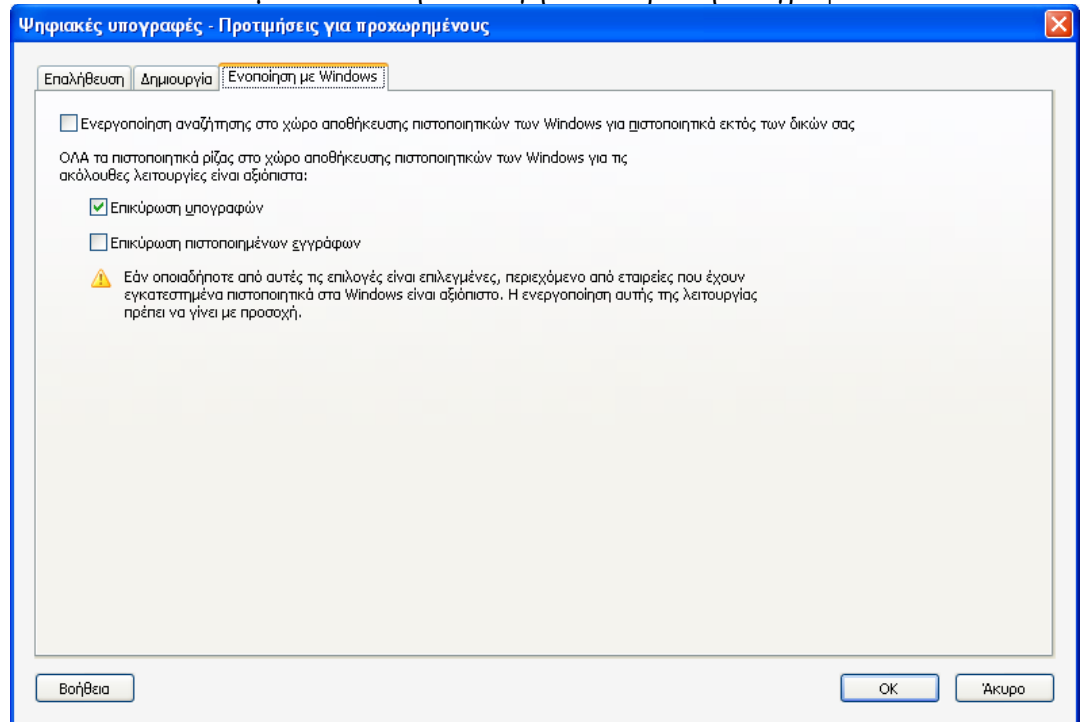 Ψηφιακές υπογραφές - Προτιμήσεις για προχωρημένους
Επαλήθευση Δημιουργία Ενοποίηση με Windows
Ενεργοποίηση αναζήτησης στο χώρο αποθήκευσης πιστοποιητικών των Windows για πιστοποιητικά εκτός των δικών σας
ΟΛΑ τα πιστοποιητικά ρίζας στο χώρο αποθήκευσης πιστοποιητικών των Windows για τις
ακόλουθες λειτουργίες είναι αξιόπιστα:
Επικύρωση υπογραφών
Επικύρωση πιστοποιημένων εγγράφων
Εάν οποιαδήποτε από αυτές τις επιλογές είναι επιλεγμένες, περιεχόμενο από εταιρείες που έχουν
εγκατεστημένα πιστοποιητικά στα Windows είναι αξιόπιστο. Η ενεργοποίηση αυτής της λειτουργίας
πρέπει να γίνει με προσοχή.
Βοήθεια OK Άκυρο